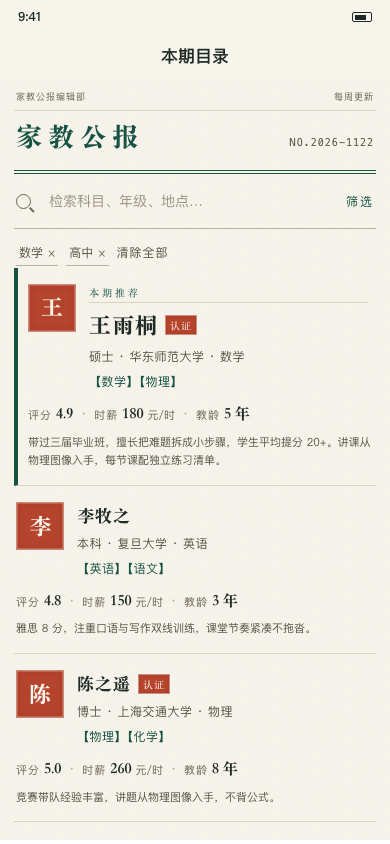 9:41
本期目录
家教公报编辑部 每周更新
家教公报 NO.2026-1122
检索科目、年级、地点... 筛选
数学 × 高中 × 清除全部
本期推荐
王 王雨桐 认证
硕士 · 华东师范大学 · 数学
【数学】【物理】
评分 4.9 · 时薪 180 元/时 · 教龄 5 年
带过三届毕业班，擅长把难题拆成小步骤，学生平均提分 20+。讲课从
物理图像入手，每节课配独立练习清单。
李 李牧之
本科 · 复旦大学 · 英语
【英语】【语文】
评分 4.8 · 时薪 150 元/时 · 教龄 3 年
雅思 8 分，注重口语与写作双线训练，课堂节奏紧凑不拖沓。
陈 陈之遥 认证
博士 · 上海交通大学 · 物理
【物理】【化学】
评分 5.0 · 时薪 260 元/时 · 教龄 8 年
竞赛带队经验丰富，讲题从物理图像入手，不背公式。